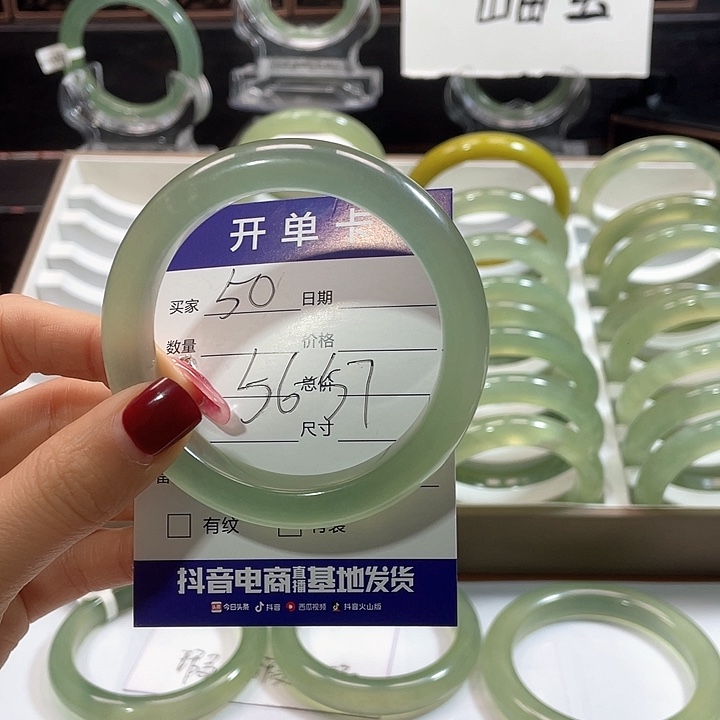 开单卡
买家 50 日期
数量 价格
5657
总价
尺寸
有纹
抖音电商直播基地发货
今日头条 抖音 西瓜视频 抖音火山版